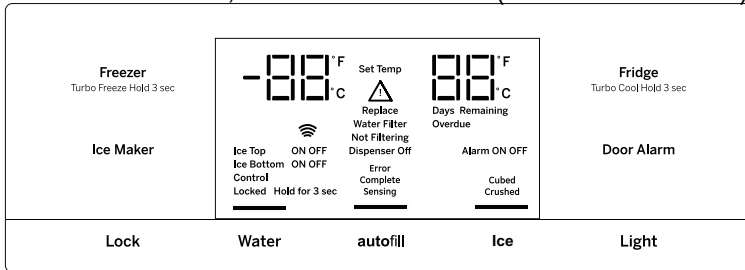 Freezer
Turbo Freeze Hold 3 sec
Ice Maker
-88 °F °C
Set Temp
88 °F °C
Replace
Water Filter
Not Filtering
Dispenser Off
Days Remaining
Overdue
Ice Top ON OFF
Ice Bottom ON OFF
Control
Locked Hold for 3 sec
Error
Complete
Sensing
Alarm ON OFF
Cubed
Crushed
Fridge
Turbo Cool Hold 3 sec
Door Alarm
Lock
Water
autofill
Ice
Light